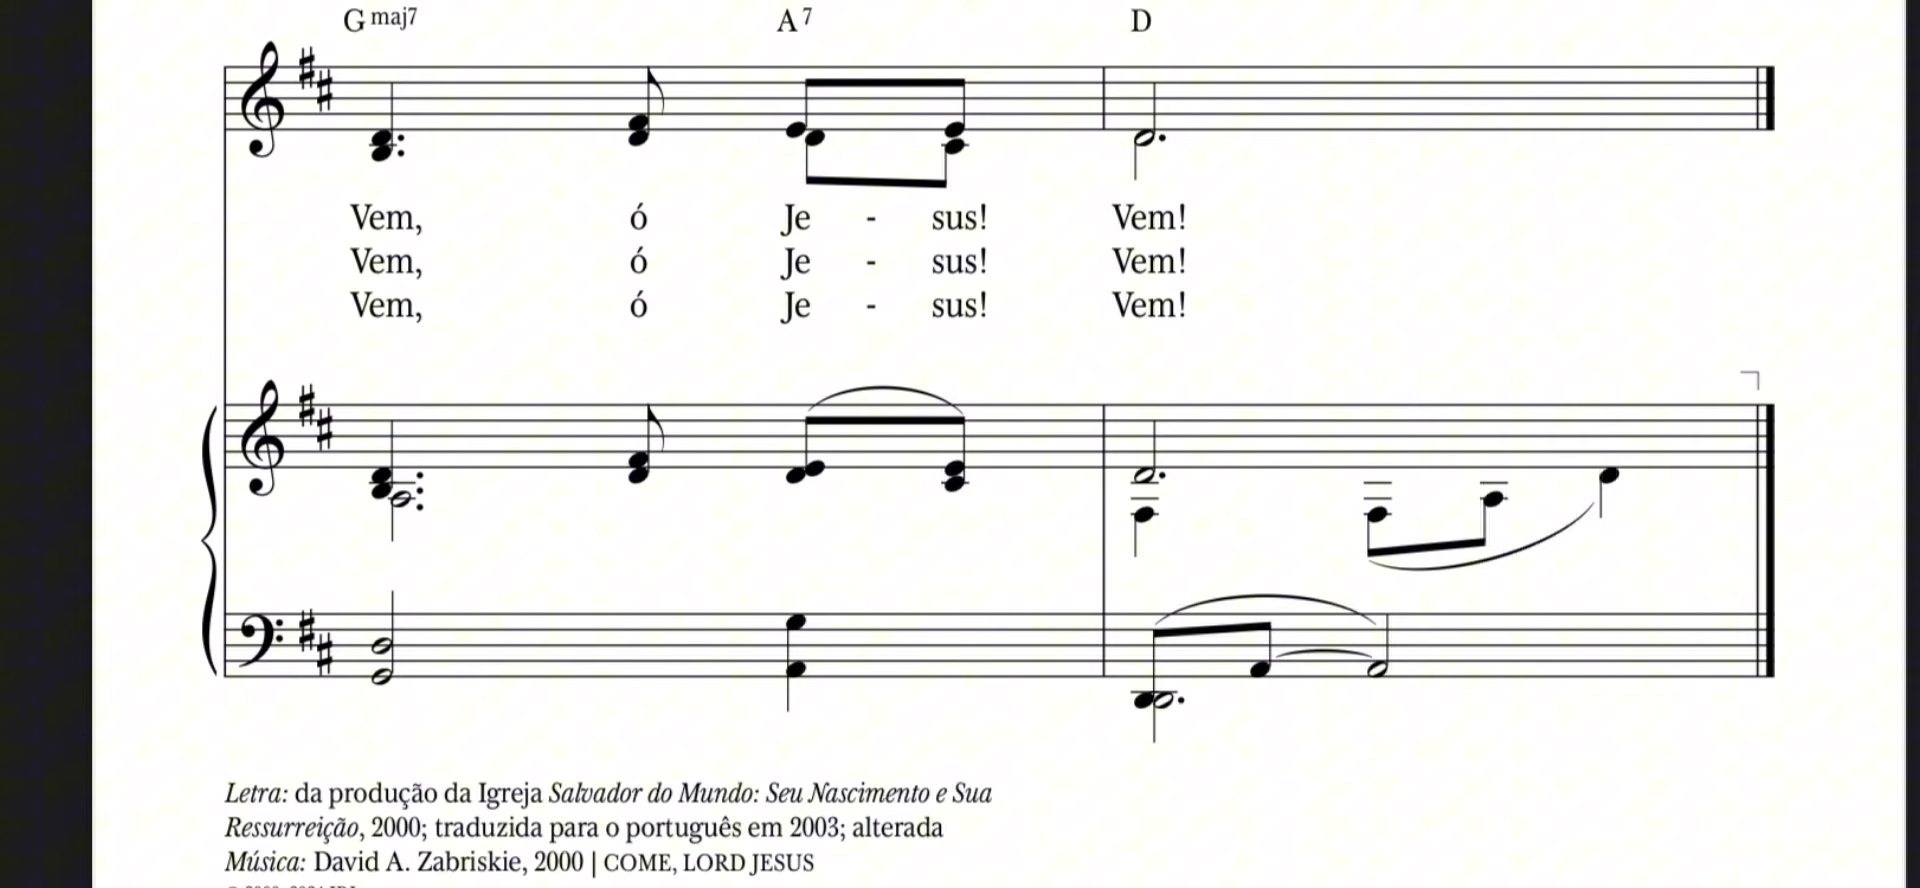 G maj7 A 7 D
Vem, ó Je - sus! Vem!
Vem, ó Je - sus! Vem!
Vem, ó Je - sus! Vem!
Letra: da produção da Igreja Salvador do Mundo: Seu Nascimento e Sua
Ressurreição, 2000; traduzida para o português em 2003; alterada
Música: David A. Zabriskie, 2000 | COME, LORD JESUS